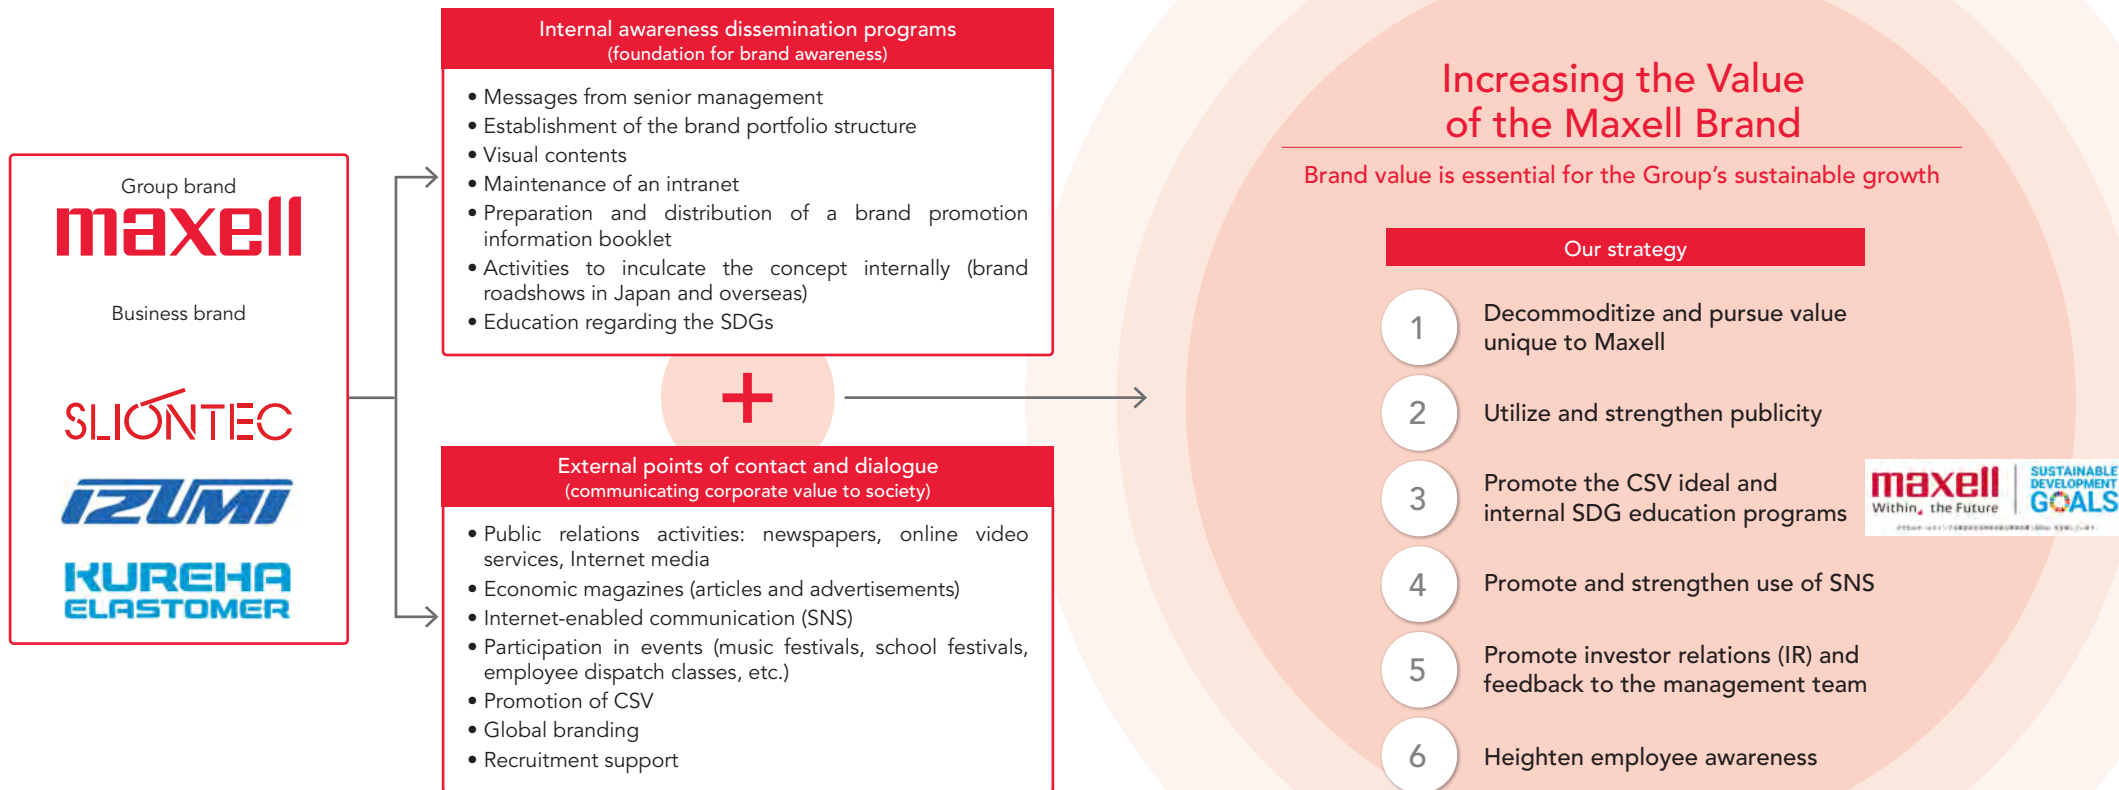 Group brand
maxell
Business brand
SLIONTEC
IZUMI
KUREHA
ELASTOMER
Internal awareness dissemination programs
(foundation for brand awareness)
• Messages from senior management
• Establishment of the brand portfolio structure
• Visual contents
• Maintenance of an intranet
• Preparation and distribution of a brand promotion
information booklet
• Activities to inculcate the concept internally (brand
roadshows in Japan and overseas)
• Education regarding the SDGs
+
External points of contact and dialogue
(communicating corporate value to society)
• Public relations activities: newspapers, online video
services, Internet media
• Economic magazines (articles and advertisements)
• Internet-enabled communication (SNS)
• Participation in events (music festivals, school festivals,
employee dispatch classes, etc.)
• Promotion of CSV
• Global branding
• Recruitment support
Increasing the Value
of the Maxell Brand
Brand value is essential for the Group's sustainable growth
Our strategy
1 Decommoditize and pursue value
unique to Maxell
2 Utilize and strengthen publicity
3 Promote the CSV ideal and
internal SDG education programs
maxell
Within, the Future
SUSTAINABLE
DEVELOPMENT
GOALS
4 Promote and strengthen use of SNS
5 Promote investor relations (IR) and
feedback to the management team
6 Heighten employee awareness